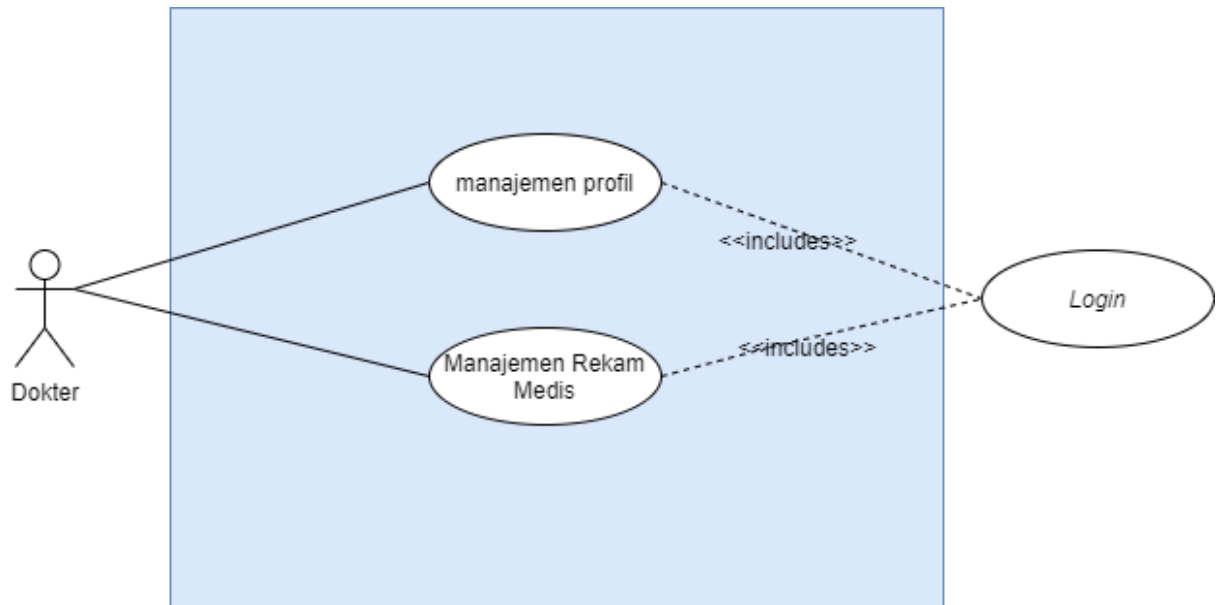 manajemen profil
<<includes>>
Login
<<includes>>
Manajemen Rekam
Medis
Dokter